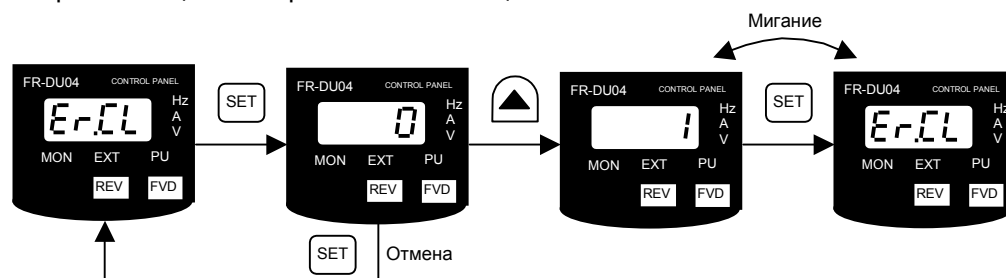 Мигание
FR-DU04 CONTROL PANEL
Er.CL
Hz
A
V
MON EXT PU
REV FVD
SET
FR-DU04 CONTROL PANEL
0
Hz
A
V
MON EXT PU
REV FVD
FR-DU04 CONTROL PANEL
1
Hz
A
V
MON EXT PU
REV FVD
SET
FR-DU04 CONTROL PANEL
Er.CL
Hz
A
V
MON EXT PU
REV FVD
SET Отмена